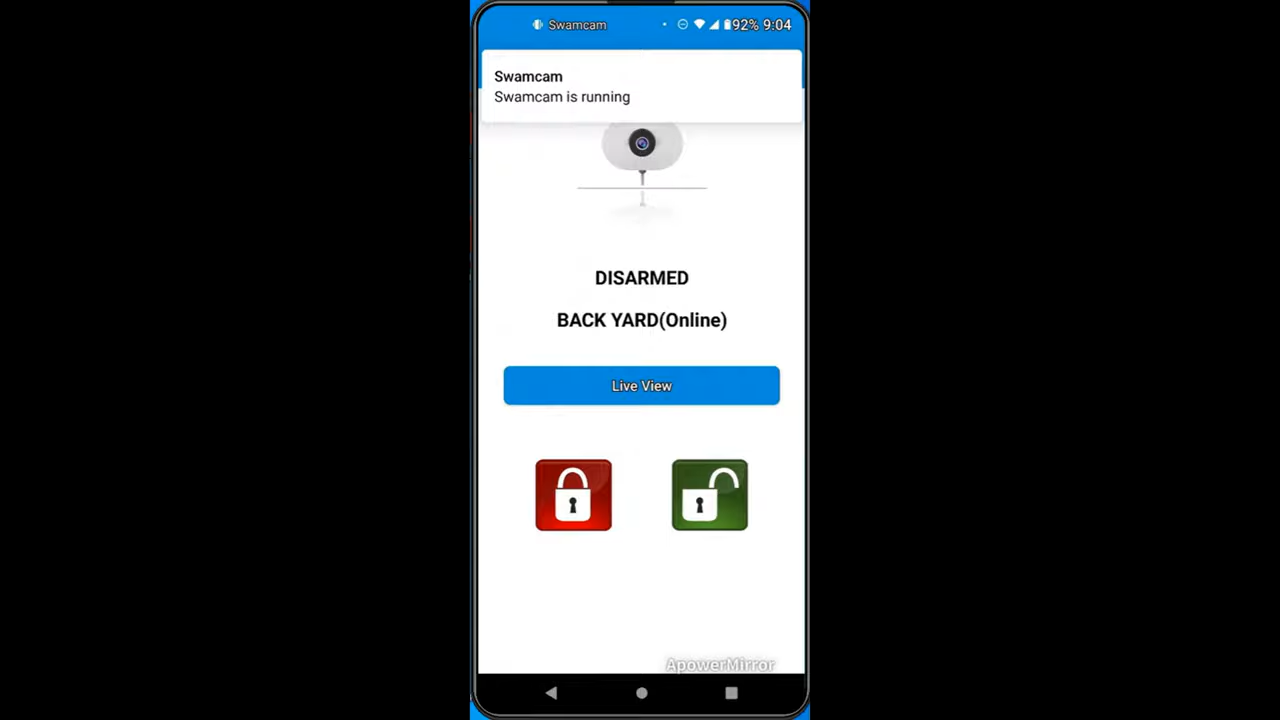 Swamcam
92% 9:04
Swamcam
Swamcam is running
DISARMED
BACK YARD(Online)
Live View
ApowerMirror